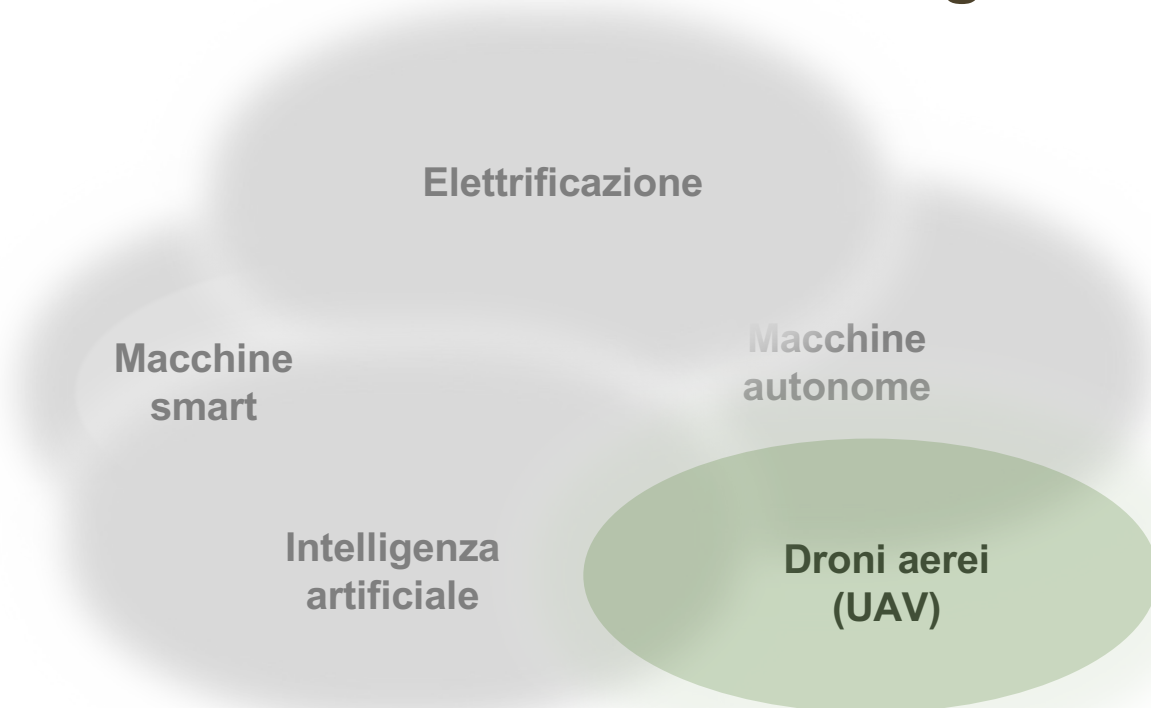 Elettrificazione
Macchine
smart
Macchine
autonome
Intelligenza
artificiale
Droni aerei
(UAV)